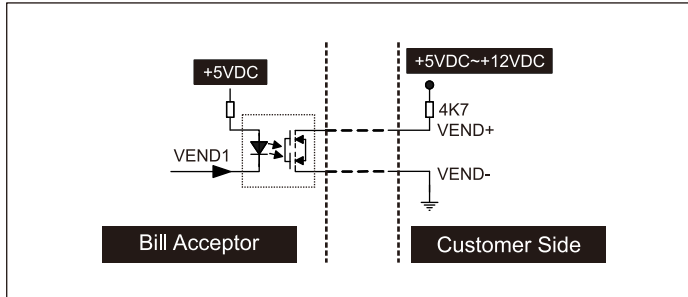 +5VDC
+5VDC~+12VDC
4K7
VEND+
VEND1
VEND-
Bill Acceptor
Customer Side